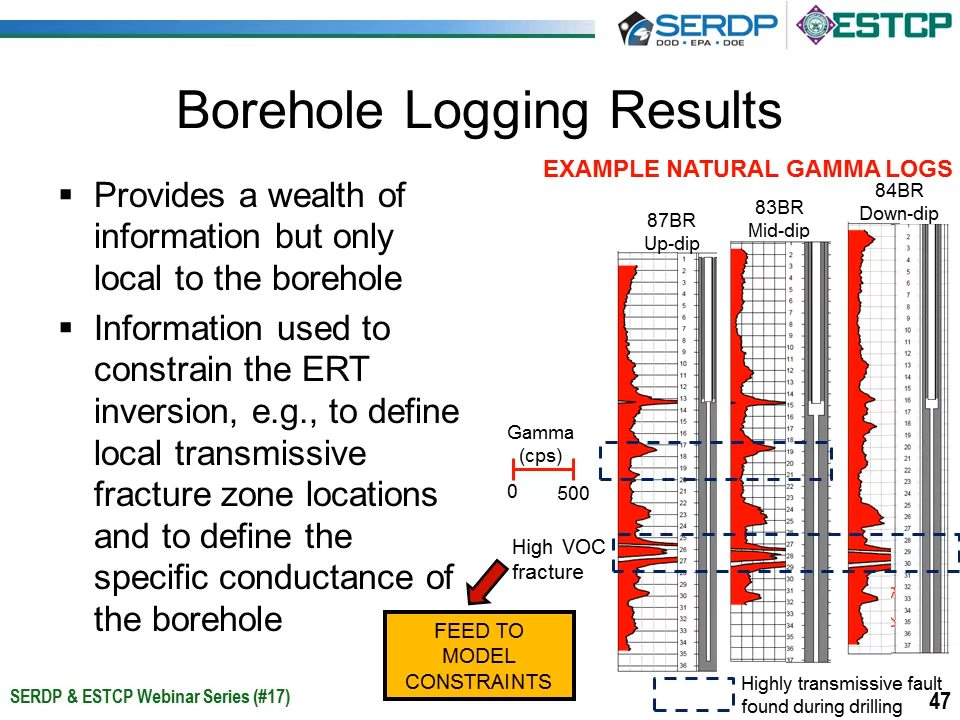 SERDP
DOD • EPA • DOE
ESTCP
Borehole Logging Results
▪ Provides a wealth of
information but only
local to the borehole
▪ Information used to
constrain the ERT
inversion, e.g., to define
local transmissive
fracture zone locations
and to define the
specific conductance of
the borehole
EXAMPLE NATURAL GAMMA LOGS
87BR
Up-dip
83BR
Mid-dip
84BR
Down-dip
Gamma
(cps)
0 500
High VOC
fracture
FEED TO
MODEL
CONSTRAINTS
Highly transmissive fault
found during drilling
SERDP & ESTCP Webinar Series (#17)
47